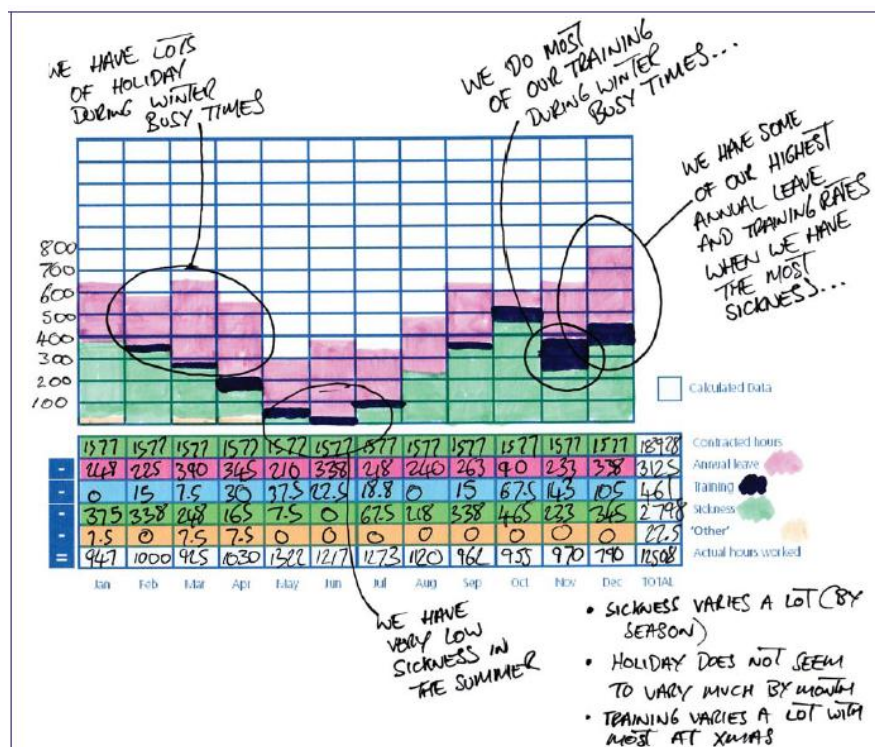 WE HAVE LOTS
OF HOLIDAY
DURING WINTER
BUSY TIMES
WE DO MOST
OF OUR TRAINING
DURING WINTER
BUSY TIMES...
WE HAVE SOME
OF OUR HIGHEST
ANNUAL LEAVE
AND TRAINING RATES
WHEN WE HAVE
THE MOST
SICKNESS...
800
700
600
500
400
300
200
100
Calculated Data
1577 1577 1577 1577 1577 1577 1577 1577 1577 1577 1577 1577 18928 Contracted hours
- 248 225 390 345 210 338 218 240 263 90 233 338 3125 Annual leave
- 0 15 7.5 30 37.5 22.5 18.8 0 15 67.5 143 105 461 Training
- 375 338 248 165 7.5 0 67.5 218 338 465 233 345 2798 Sickness
- 7.5 0 7.5 7.5 0 0 0 0 0 0 0 0 22.5 'Other'
= 947 1000 925 1030 1322 1217 1273 1120 962 955 970 790 12508 Actual hours worked
Jan Feb Mar Apr May Jun Jul Aug Sep Oct Nov Dec TOTAL
WE HAVE
VERY LOW
SICKNESS IN
THE SUMMER
• SICKNESS VARIES A LOT (BY
SEASON)
• HOLIDAY DOES NOT SEEM
TO VARY MUCH BY MONTH
• TRAINING VARIES A LOT WITH
MOST AT XMAS